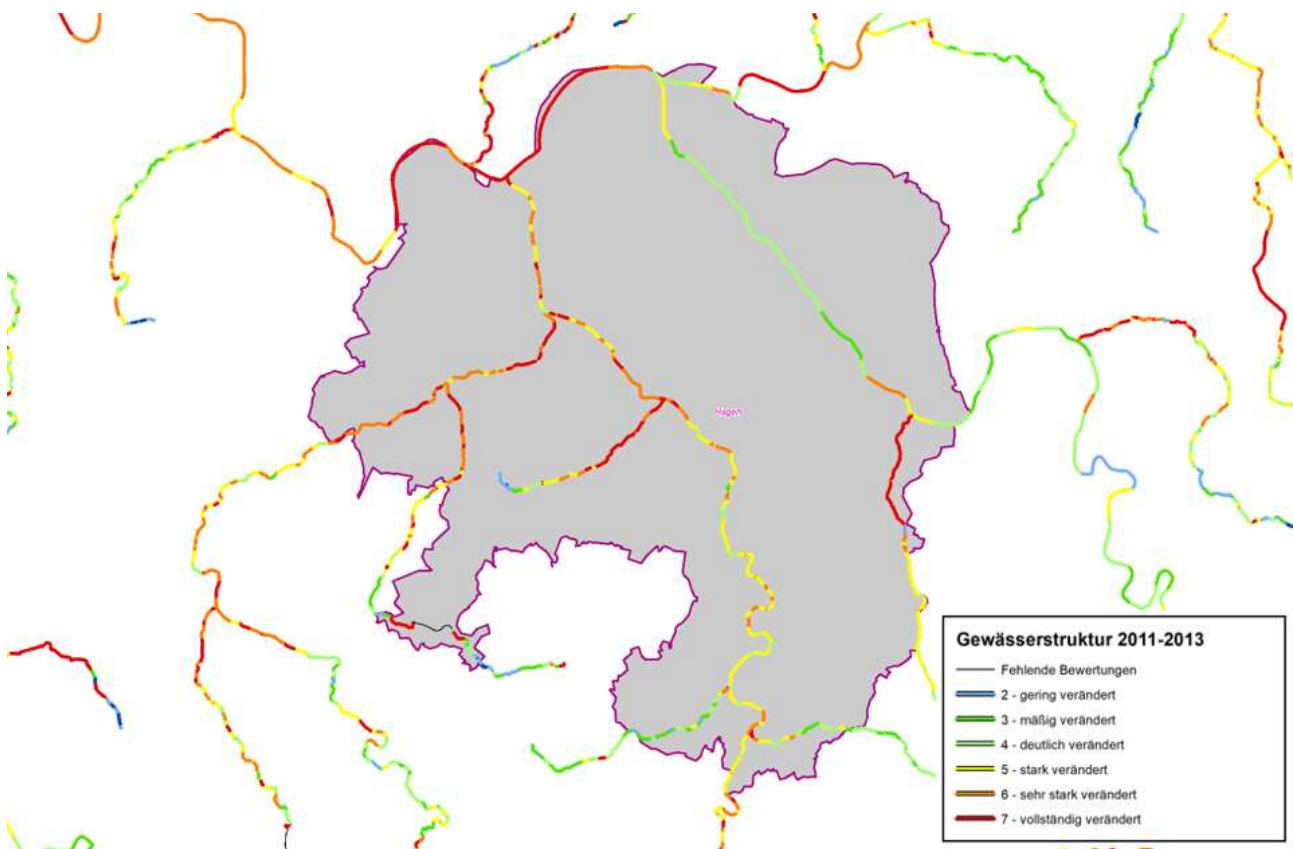 Hagen
Gewässerstruktur 2011-2013
Fehlende Bewertungen
2 - gering verändert
3 - mäßig verändert
4 - deutlich verändert
5 - stark verändert
6 - sehr stark verändert
7 - vollständig verändert